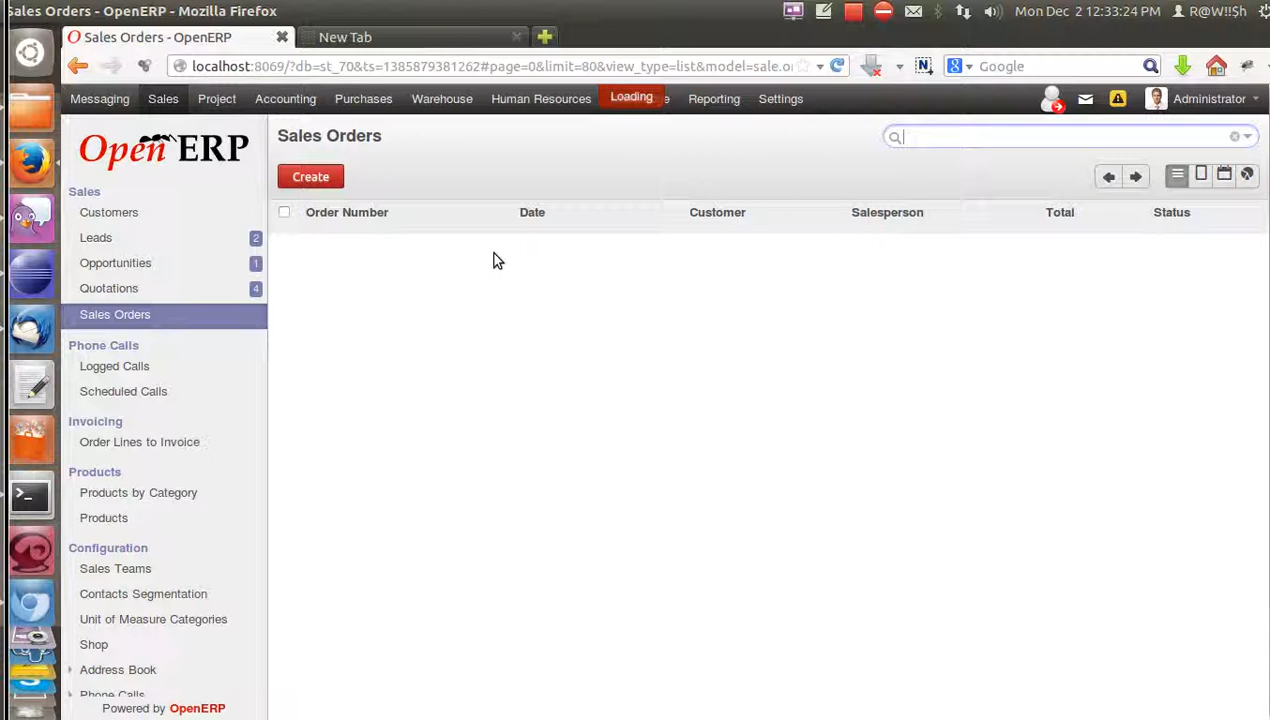 Sales Orders - OpenERP - Mozilla Firefox
Mon Dec 2 12:33:24 PM
R@W!!$h
Sales Orders - OpenERP
New Tab
localhost:8069/?db=st_70&ts=1385879381262#page=0&limit=80&view_type=list&model=sale.o
Google
Messaging Sales Project Accounting Purchases Warehouse Human Resources Loading Reporting Settings Administrator
OpenERP
Sales Orders
Create
Order Number Date Customer Salesperson Total Status
Sales
Customers
Leads 2
Opportunities 1
Quotations 4
Sales Orders
Phone Calls
Logged Calls
Scheduled Calls
Invoicing
Order Lines to Invoice
Products
Products by Category
Products
Configuration
Sales Teams
Contacts Segmentation
Unit of Measure Categories
Shop
Address Book
Phone Calls
Powered by OpenERP